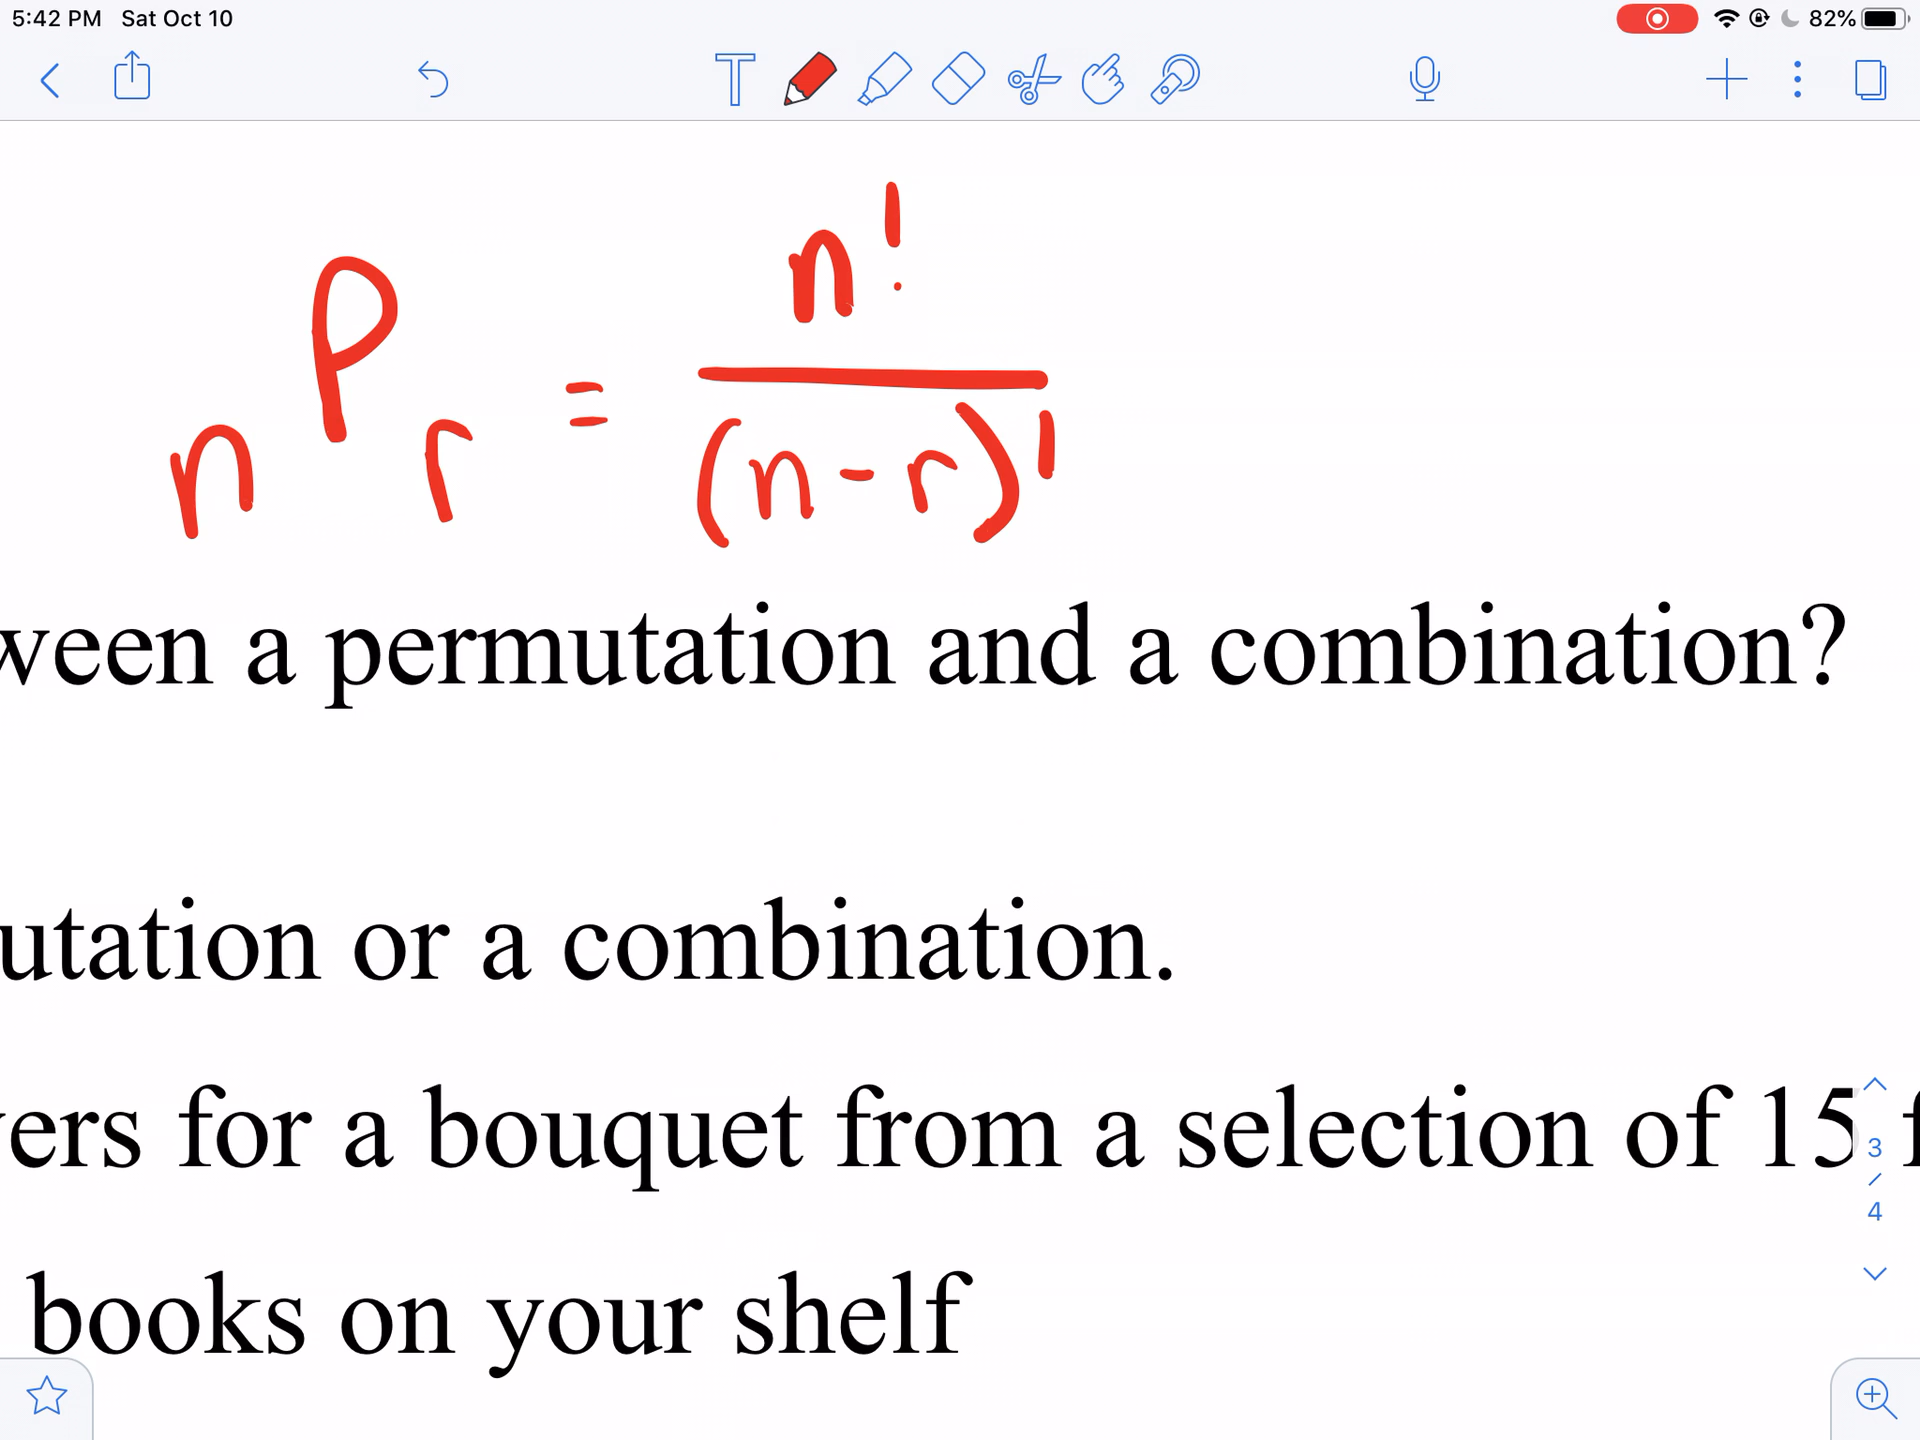 5:42 PM Sat Oct 10 82%
T
nPr = n!
(n-r)!
ween a permutation and a combination?
utation or a combination.
vers for a bouquet from a selection of 15 f
books on your shelf
3
/
4